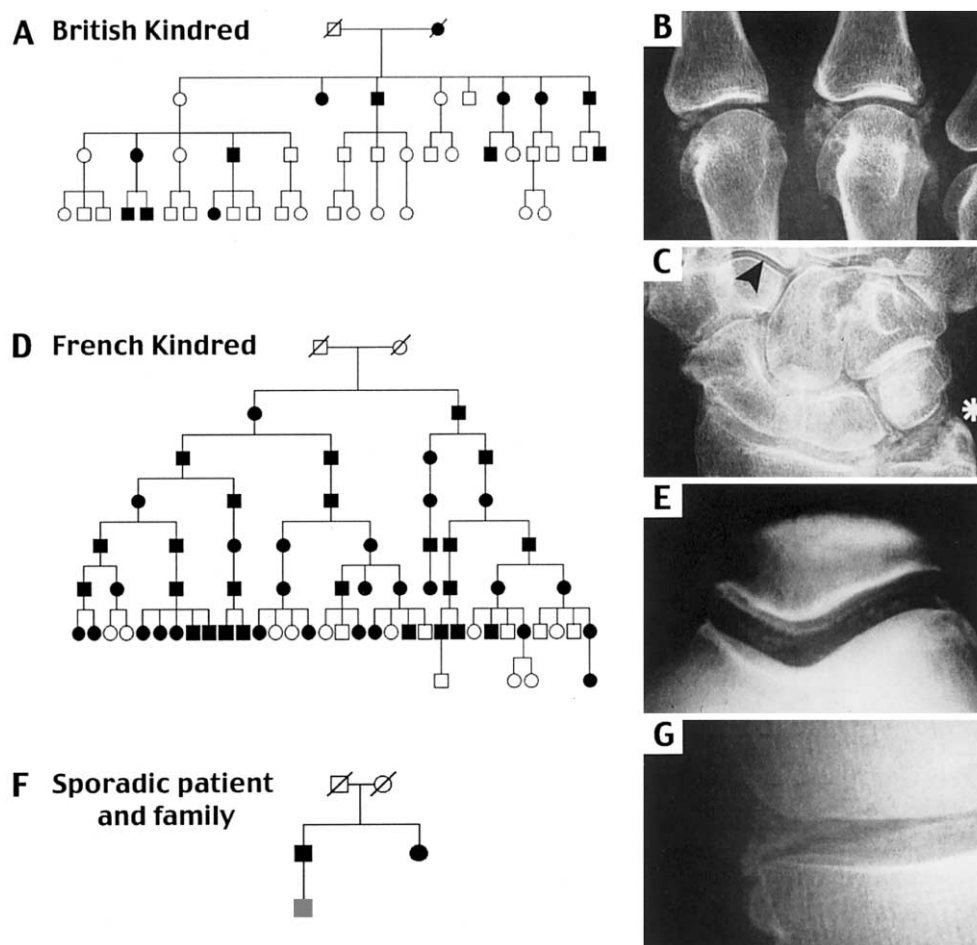 A British Kindred
B
C
*
D French Kindred
E
F Sporadic patient
and family
G